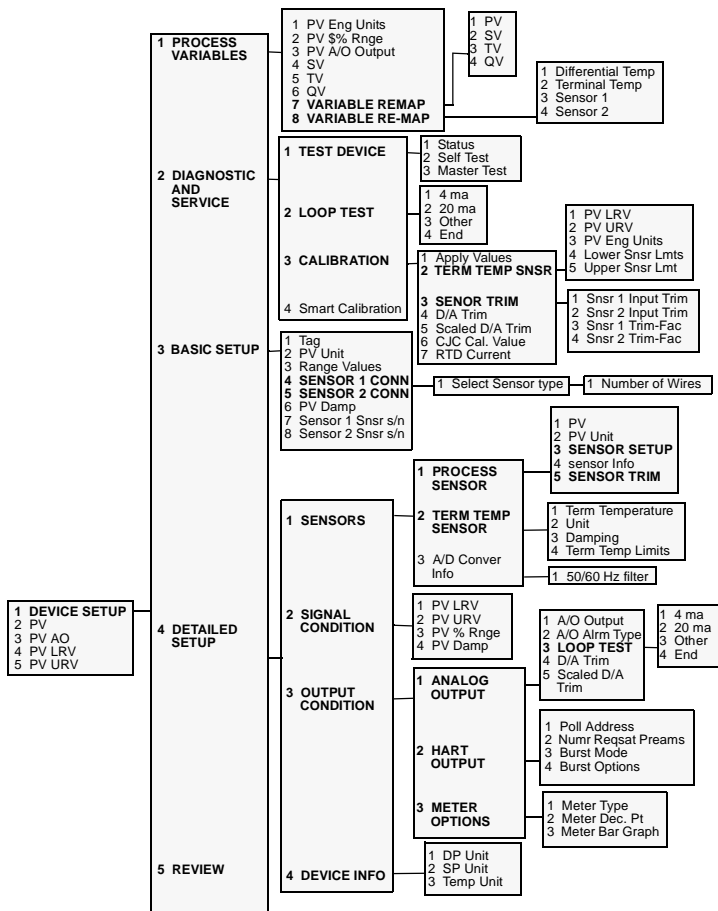 1 DEVICE SETUP
2 PV
3 PV AO
4 PV LRV
5 PV URV
1 PROCESS
VARIABLES
2 DIAGNOSTIC
AND
SERVICE
3 BASIC SETUP
4 DETAILED
SETUP
5 REVIEW
1 PV Eng Units
2 PV $% Rnge
3 PV A/O Output
4 SV
5 TV
6 QV
7 VARIABLE REMAP
8 VARIABLE RE-MAP
1 PV
2 SV
3 TV
4 QV
1 Differential Temp
2 Terminal Temp
3 Sensor 1
4 Sensor 2
1 TEST DEVICE
2 LOOP TEST
3 CALIBRATION
4 Smart Calibration
1 Status
2 Self Test
3 Master Test
1 4 ma
2 20 ma
3 Other
4 End
1 Apply Values
2 TERM TEMP SNSR
3 SENOR TRIM
4 D/A Trim
5 Scaled D/A Trim
6 CJC Cal. Value
7 RTD Current
1 PV LRV
2 PV URV
3 PV Eng Units
4 Lower Snsr Lmts
5 Upper Snsr Lmt
1 Snsr 1 Input Trim
2 Snsr 2 Input Trim
3 Snsr 1 Trim-Fac
4 Snsr 2 Trim-Fac
1 Tag
2 PV Unit
3 Range Values
4 SENSOR 1 CONN
5 SENSOR 2 CONN
6 PV Damp
7 Sensor 1 Snsr s/n
8 Sensor 2 Snsr s/n
1 Select Sensor type
1 Number of Wires
1 SENSORS
2 SIGNAL
CONDITION
3 OUTPUT
CONDITION
4 DEVICE INFO
1 PROCESS
SENSOR
2 TERM TEMP
SENSOR
3 A/D Conver
Info
1 PV
2 PV Unit
3 SENSOR SETUP
4 sensor Info
5 SENSOR TRIM
1 Term Temperature
2 Unit
3 Damping
4 Term Temp Limits
1 50/60 Hz filter
1 PV LRV
2 PV URV
3 PV % Rnge
4 PV Damp
1 ANALOG
OUTPUT
2 HART
OUTPUT
3 METER
OPTIONS
1 A/O Output
2 A/O Alrm Type
3 LOOP TEST
4 D/A Trim
5 Scaled D/A
Trim
1 4 ma
2 20 ma
3 Other
4 End
1 Poll Address
2 Numr Reqsat Preams
3 Burst Mode
4 Burst Options
1 Meter Type
2 Meter Dec. Pt
3 Meter Bar Graph
1 DP Unit
2 SP Unit
3 Temp Unit